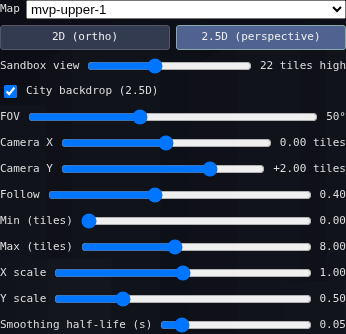 Map mvp-upper-1
2D (ortho) 2.5D (perspective)
Sandbox view 22 tiles high
City backdrop (2.5D)
FOV 50°
Camera X 0.00 tiles
Camera Y +2.00 tiles
Follow 0.40
Min (tiles) 0.00
Max (tiles) 8.00
X scale 1.00
Y scale 0.50
Smoothing half-life (s) 0.05